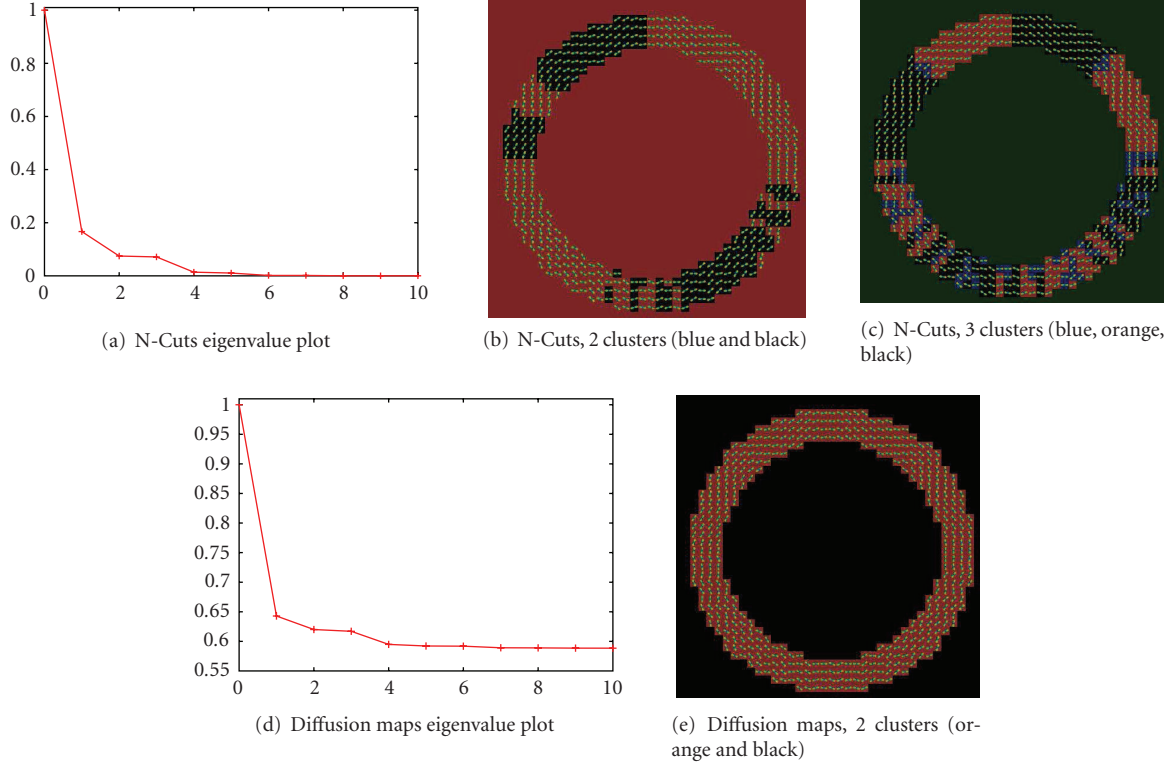 1
0.8
0.6
0.4
0.2
0
0 2 4 6 8 10
(a) N-Cuts eigenvalue plot
(b) N-Cuts, 2 clusters (blue and black)
(c) N-Cuts, 3 clusters (blue, orange,
black)
1
0.95
0.9
0.85
0.8
0.75
0.7
0.65
0.6
0.55
0 2 4 6 8 10
(d) Diffusion maps eigenvalue plot
(e) Diffusion maps, 2 clusters (or-
ange and black)